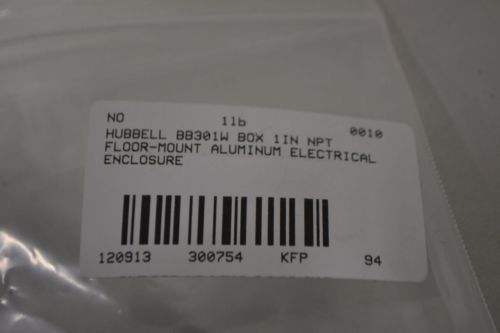 NO 1lb
HUBBELL BB301W BOX 1IN NPT 0010
FLOOR-MOUNT ALUMINUM ELECTRICAL
ENCLOSURE
120913 300754 KFP 94